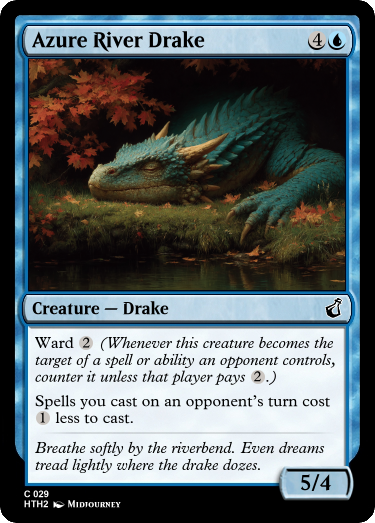 Azure River Drake 4
Creature — Drake
Ward 2 (Whenever this creature becomes the
target of a spell or ability an opponent controls,
counter it unless that player pays 2.)
Spells you cast on an opponent's turn cost
1 less to cast.
Breathe softly by the riverbend. Even dreams
tread lightly where the drake dozes.
5/4
C 029
HTH2 Midjourney